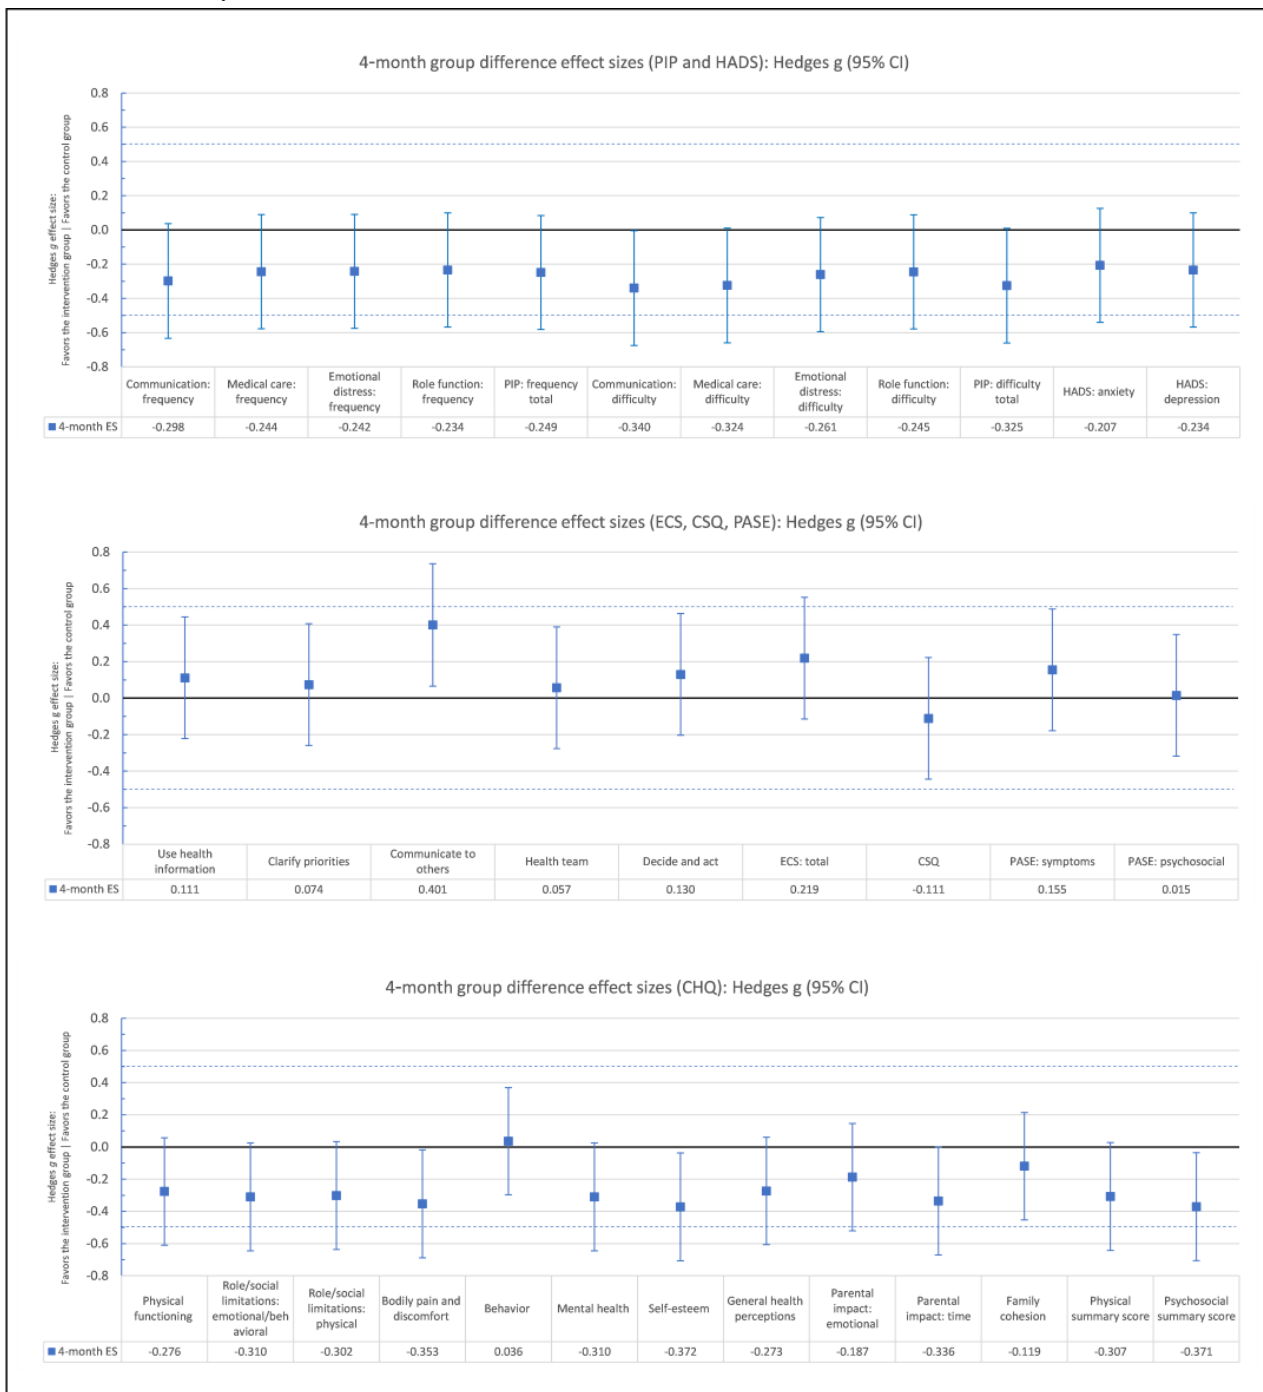 4-month group difference effect sizes (PIP and HADS): Hedges g (95% CI)
Hedges g effect size:
Favors the intervention group | Favors the control group
0.8
0.6
0.4
0.2
0.0
-0.2
-0.4
-0.6
-0.8
Communication: frequency
Medical care: frequency
Emotional distress: frequency
Role function: frequency
PIP: frequency total
Communication: difficulty
Medical care: difficulty
Emotional distress: difficulty
Role function: difficulty
PIP: difficulty total
HADS: anxiety
HADS: depression
4-month ES -0.298 -0.244 -0.242 -0.234 -0.249 -0.340 -0.324 -0.261 -0.245 -0.325 -0.207 -0.234
4-month group difference effect sizes (ECS, CSQ, PASE): Hedges g (95% CI)
Hedges g effect size:
Favors the intervention group | Favors the control group
0.8
0.6
0.4
0.2
0.0
-0.2
-0.4
-0.6
-0.8
Use health information
Clarify priorities
Communicate to others
Health team
Decide and act
ECS: total
CSQ
PASE: symptoms
PASE: psychosocial
4-month ES 0.111 0.074 0.401 0.057 0.130 0.219 -0.111 0.155 0.015
4-month group difference effect sizes (CHQ): Hedges g (95% CI)
Hedges g effect size:
Favors the intervention group | Favors the control group
0.8
0.6
0.4
0.2
0.0
-0.2
-0.4
-0.6
-0.8
Physical functioning
Role/social limitations: emotional/beh avioral
Role/social limitations: physical
Bodily pain and discomfort
Behavior
Mental health
Self-esteem
General health perceptions
Parental impact: emotional
Parental impact: time
Family cohesion
Physical summary score
Psychosocial summary score
4-month ES -0.276 -0.310 -0.302 -0.353 0.036 -0.310 -0.372 -0.273 -0.187 -0.336 -0.119 -0.307 -0.371